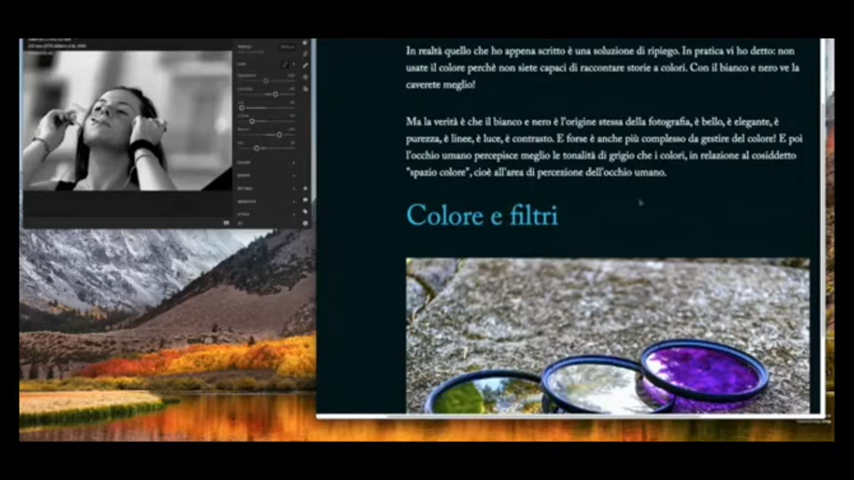 In realtà quello che ho appena scritto è una soluzione di ripiego. In pratica vi ho detto: non
usate il colore perchè non siete capaci di raccontare storie a colori. Con il bianco e nero ve la
caverete meglio!
Ma la verità è che il bianco e nero è l'origine stessa della fotografia, è bello, è elegante, è
purezza, è linee, è luce, è contrasto. E forse è anche più complesso da gestire del colore! E poi
l'occhio umano percepisce meglio le tonalità di grigio che i colori, in relazione al cosiddetto
"spazio colore", cioè all'area di percezione dell'occhio umano.
Colore e filtri